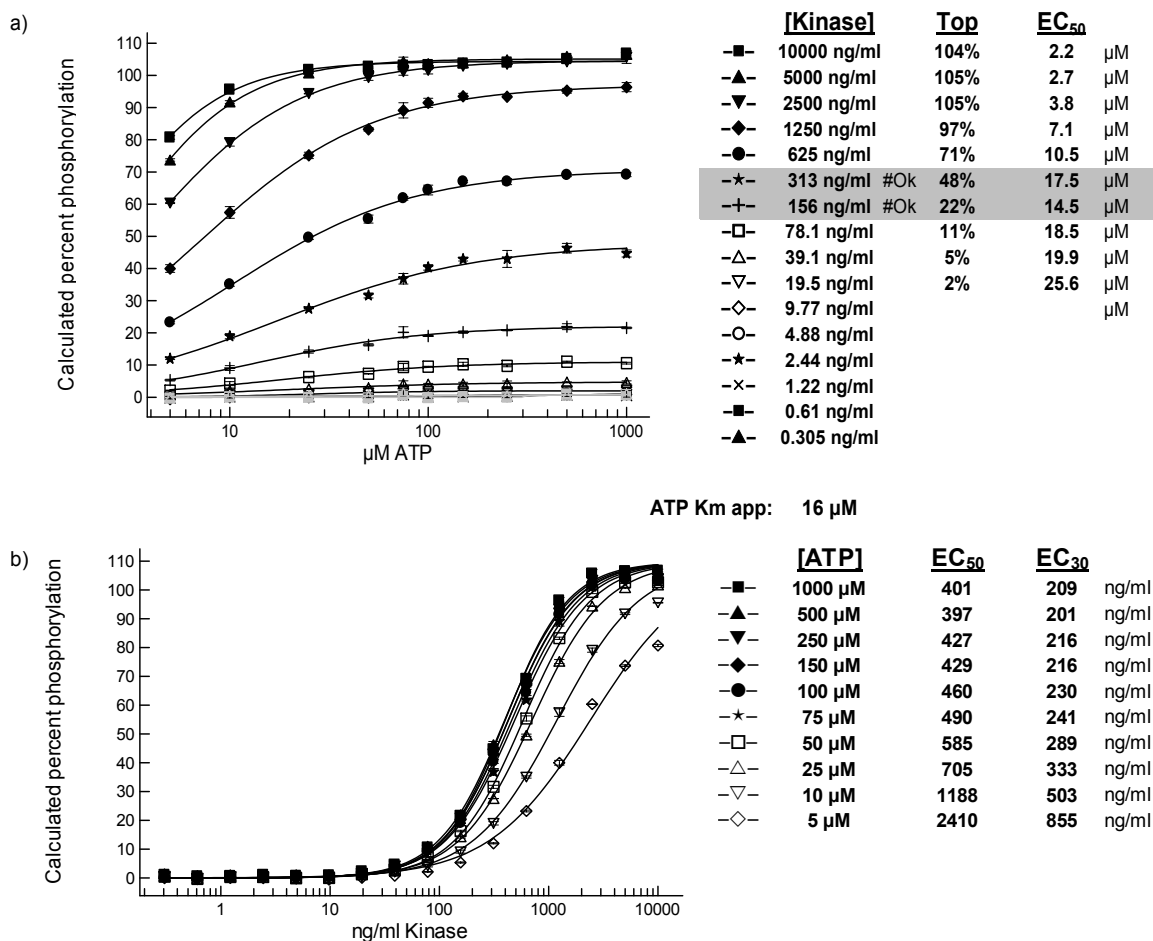 a)
Calculated percent phosphorylation
110
100
90
80
70
60
50
40
30
20
10
0
10 100 1000
µM ATP
[Kinase] Top EC50
10000 ng/ml 104% 2.2 µM
5000 ng/ml 105% 2.7 µM
2500 ng/ml 105% 3.8 µM
1250 ng/ml 97% 7.1 µM
625 ng/ml 71% 10.5 µM
313 ng/ml #Ok 48% 17.5 µM
156 ng/ml #Ok 22% 14.5 µM
78.1 ng/ml 11% 18.5 µM
39.1 ng/ml 5% 19.9 µM
19.5 ng/ml 2% 25.6 µM
9.77 ng/ml µM
4.88 ng/ml
2.44 ng/ml
1.22 ng/ml
0.61 ng/ml
0.305 ng/ml
ATP Km app: 16 µM
b)
Calculated percent phosphorylation
110
100
90
80
70
60
50
40
30
20
10
0
1 10 100 1000 10000
ng/ml Kinase
[ATP] EC50 EC30
1000 µM 401 209 ng/ml
500 µM 397 201 ng/ml
250 µM 427 216 ng/ml
150 µM 429 216 ng/ml
100 µM 460 230 ng/ml
75 µM 490 241 ng/ml
50 µM 585 289 ng/ml
25 µM 705 333 ng/ml
10 µM 1188 503 ng/ml
5 µM 2410 855 ng/ml